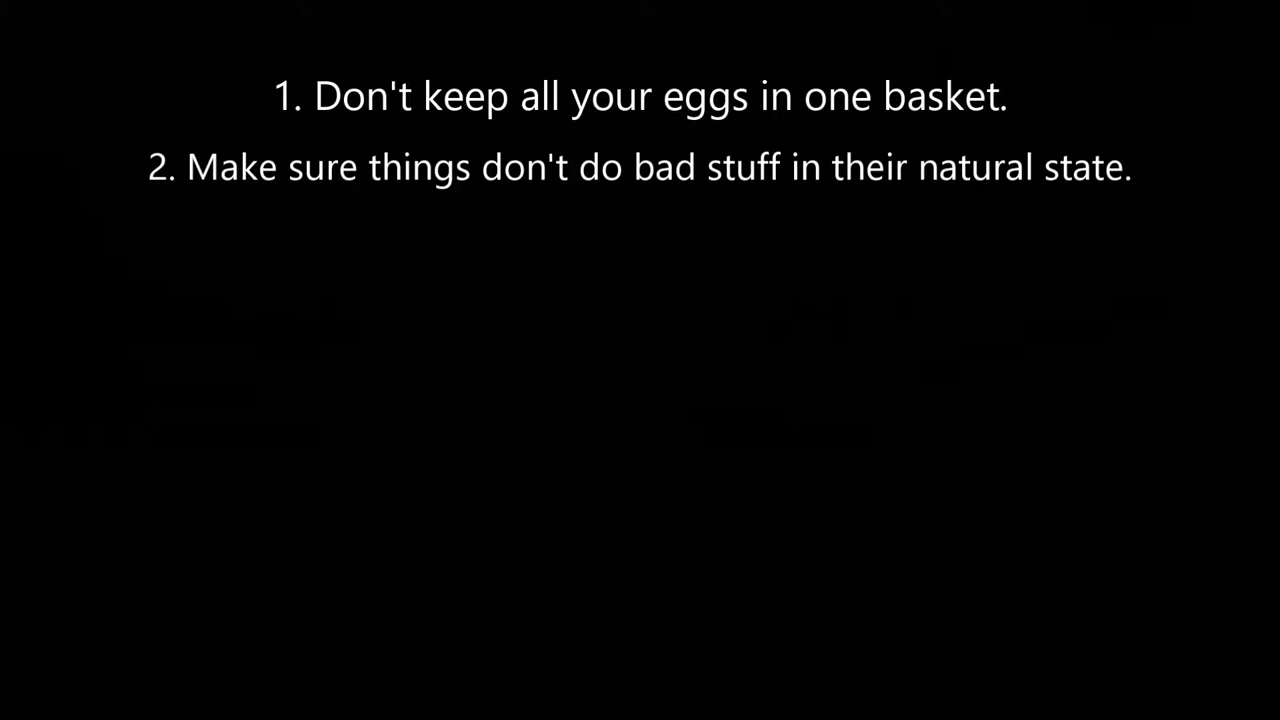 1. Don't keep all your eggs in one basket.
2. Make sure things don't do bad stuff in their natural state.